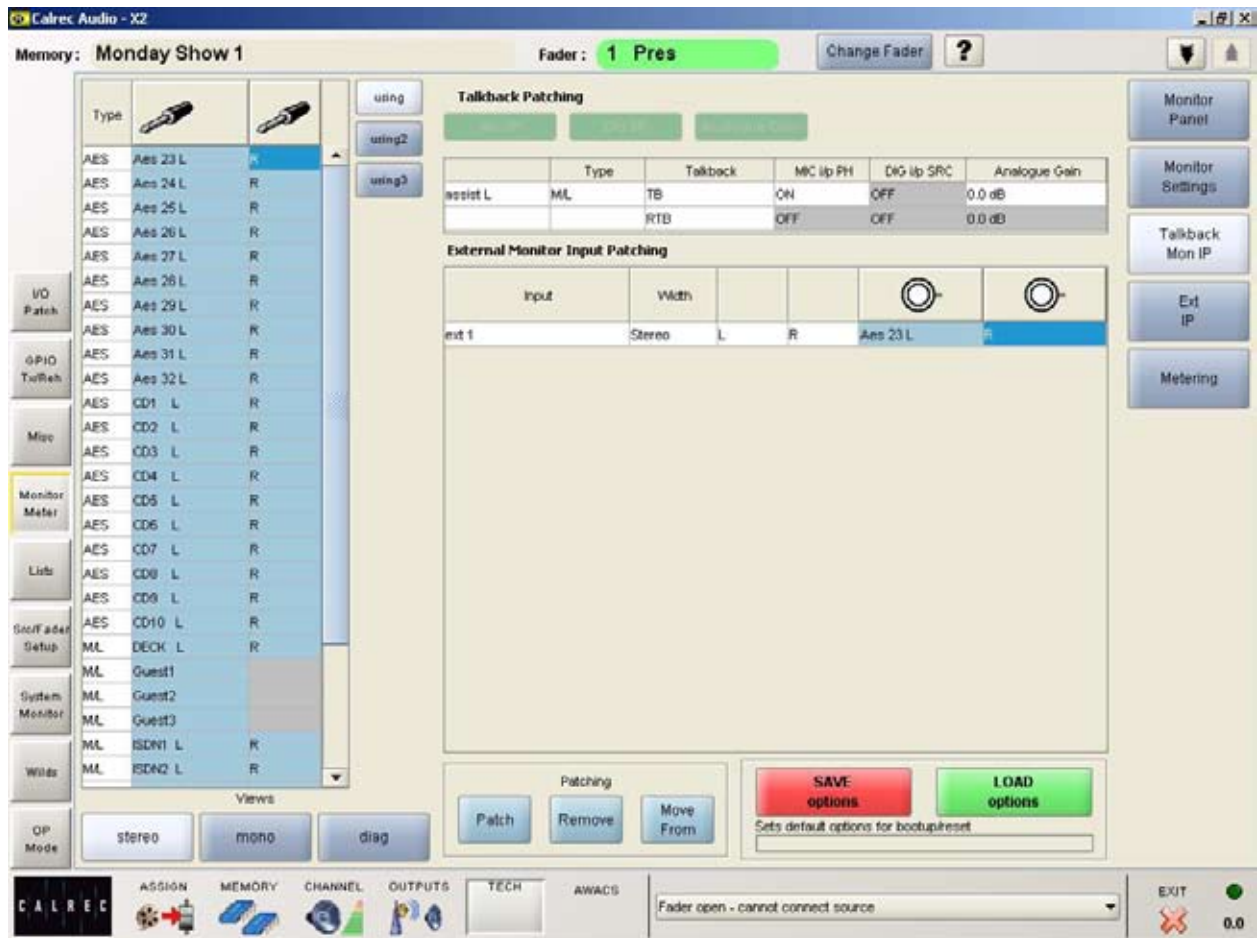 Calrec Audio - X2
Memory: Monday Show 1 Fader: 1 Pres Change Fader ?
Type
AES Aes 23 L R
AES Aes 24 L R
AES Aes 25 L R
AES Aes 26 L R
AES Aes 27 L R
AES Aes 28 L R
AES Aes 29 L R
AES Aes 30 L R
AES Aes 31 L R
AES Aes 32 L R
AES CD1 L R
AES CD2 L R
AES CD3 L R
AES CD4 L R
AES CD5 L R
AES CD6 L R
AES CD7 L R
AES CD8 L R
AES CD9 L R
AES CD10 L R
M/L DECK L R
M/L Guest1
M/L Guest2
M/L Guest3
M/L ISDN1 L R
M/L ISDN2 L R
Views
stereo mono diag
using
using2
using3
I/O
Patch
GPIO
Tx/Reh
Misc
Monitor
Meter
Lists
Src/Fader
Setup
System
Monitor
Wilds
OP
Mode
Talkback Patching
Type Talkback MIC i/p PH DIG i/p SRC Analogue Gain
assist L M/L TB ON OFF 0.0 dB
RTB OFF OFF 0.0 dB
External Monitor Input Patching
Input Width
ext 1 Stereo L R Aes 23 L R
Patching
Patch Remove Move
From
SAVE
options
LOAD
options
Sets default options for bootup/reset
Monitor
Panel
Monitor
Settings
Talkback
Mon IP
Ext
IP
Metering
CALREC
ASSIGN MEMORY CHANNEL OUTPUTS TECH AWACS
Fader open - cannot connect source
EXIT
0.0